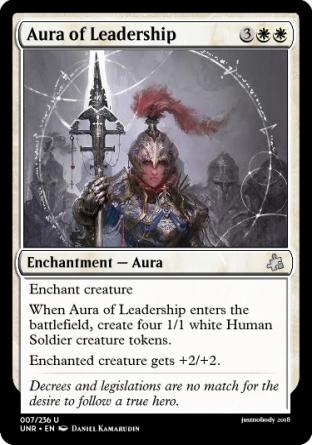 Aura of Leadership 3
Enchantment — Aura
Enchant creature
When Aura of Leadership enters the
battlefield, create four 1/1 white Human
Soldier creature tokens.
Enchanted creature gets +2/+2.
Decrees and legislations are no match for the
desire to follow a true hero.
007/236 U
justnobody 2018
UNR • EN Daniel Kamarudin